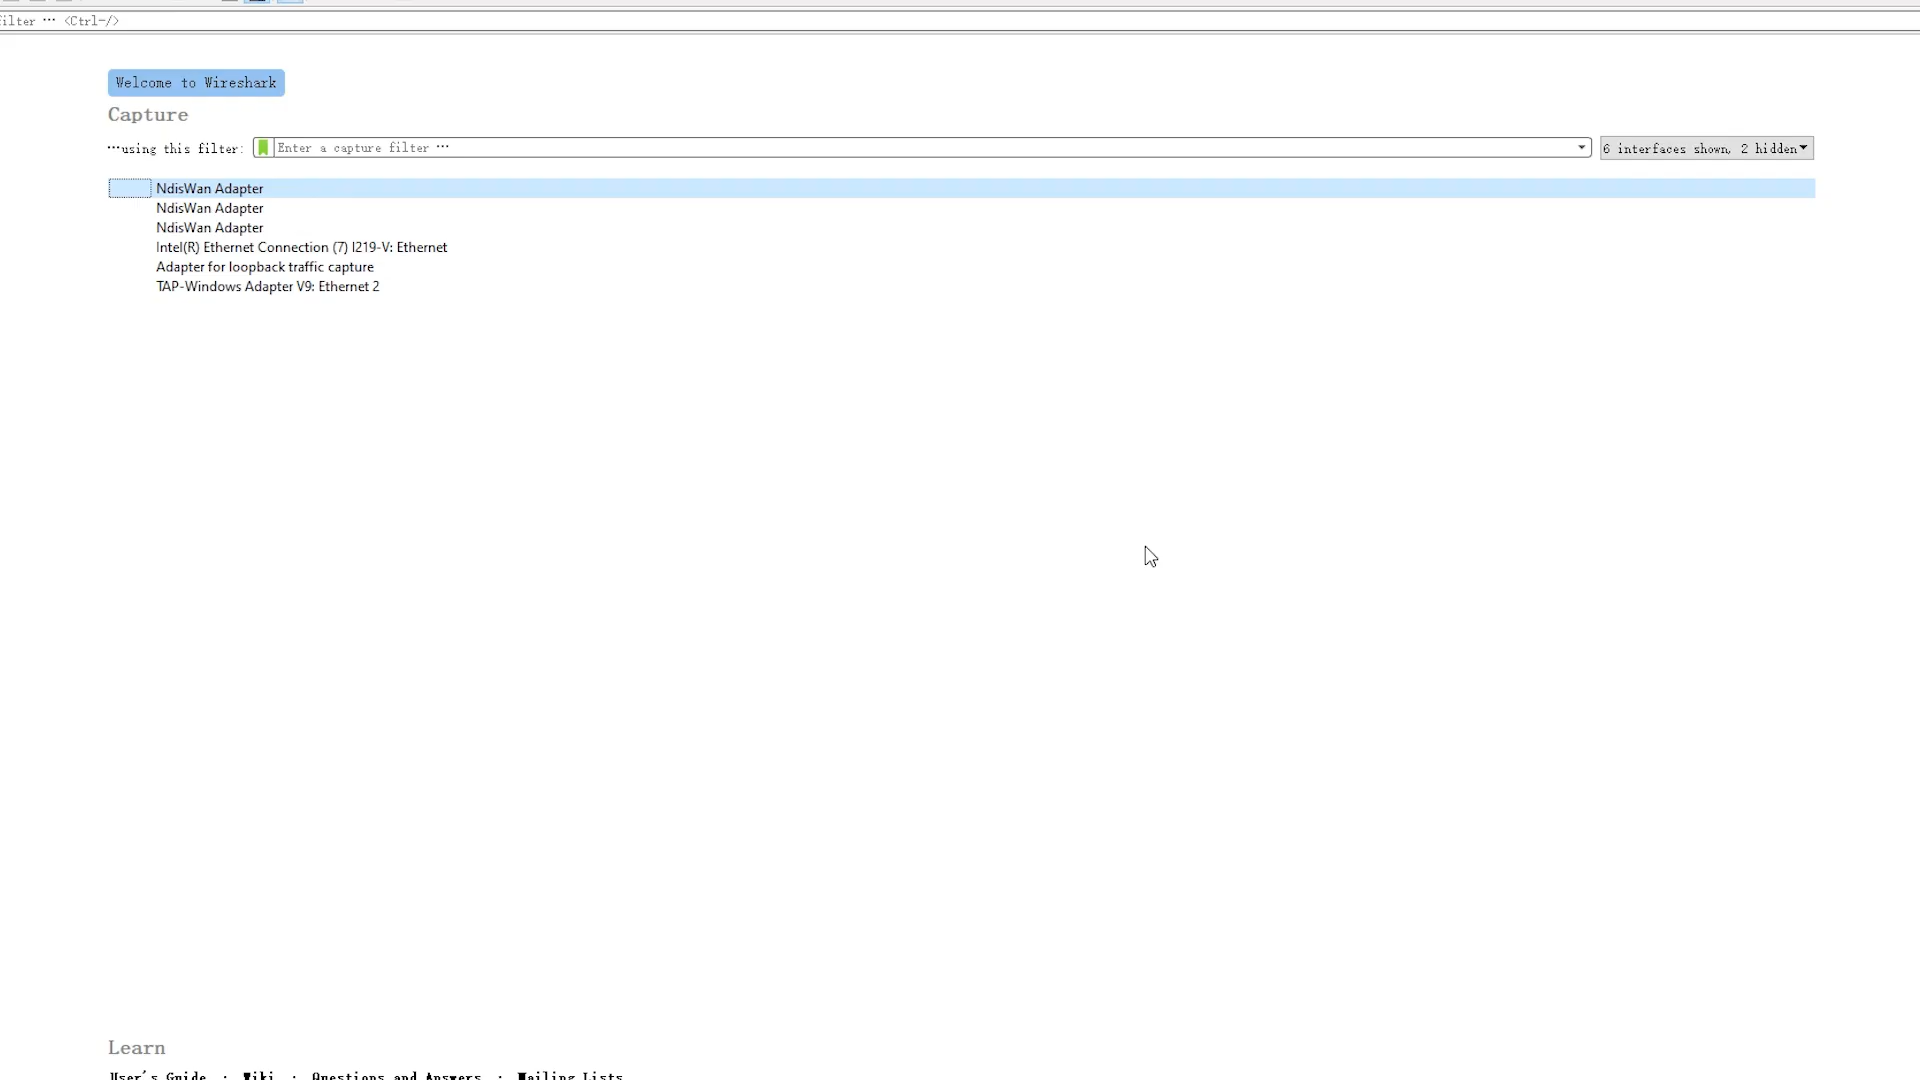 filter ··· <Ctrl-/>
Welcome to Wireshark
Capture
···using this filter: Enter a capture filter ··· 6 interfaces shown, 2 hidden
NdisWan Adapter
NdisWan Adapter
NdisWan Adapter
Intel(R) Ethernet Connection (7) I219-V: Ethernet
Adapter for loopback traffic capture
TAP-Windows Adapter V9: Ethernet 2
Learn
User's Guide · Wiki · Questions and Answers · Mailing Lists